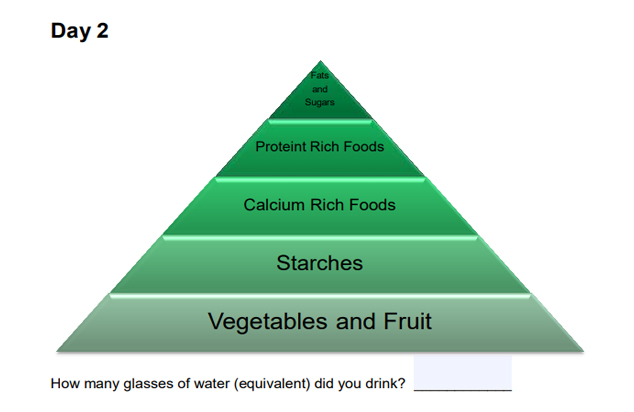 Day 2
Fats
and
Sugars
Proteint Rich Foods
Calcium Rich Foods
Starches
Vegetables and Fruit
How many glasses of water (equivalent) did you drink? ____________